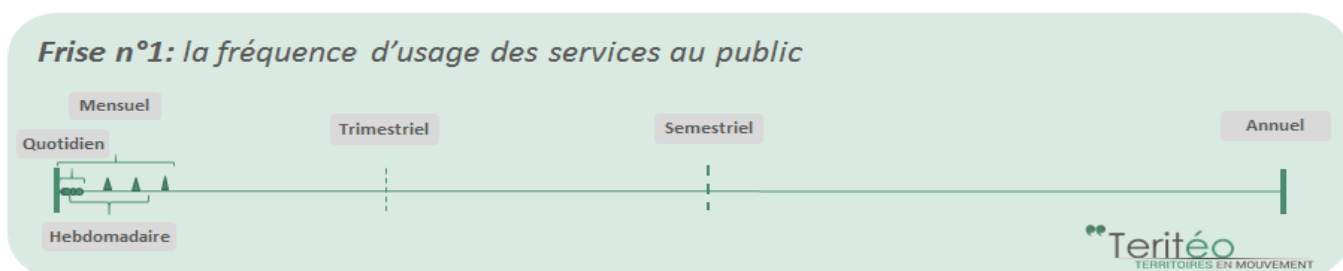 Frise n°1: la fréquence d'usage des services au public
Mensuel
Trimestriel
Semestriel
Annuel
Quotidien
Hebdomadaire
Teritéo
TERRITOIRES EN MOUVEMENT